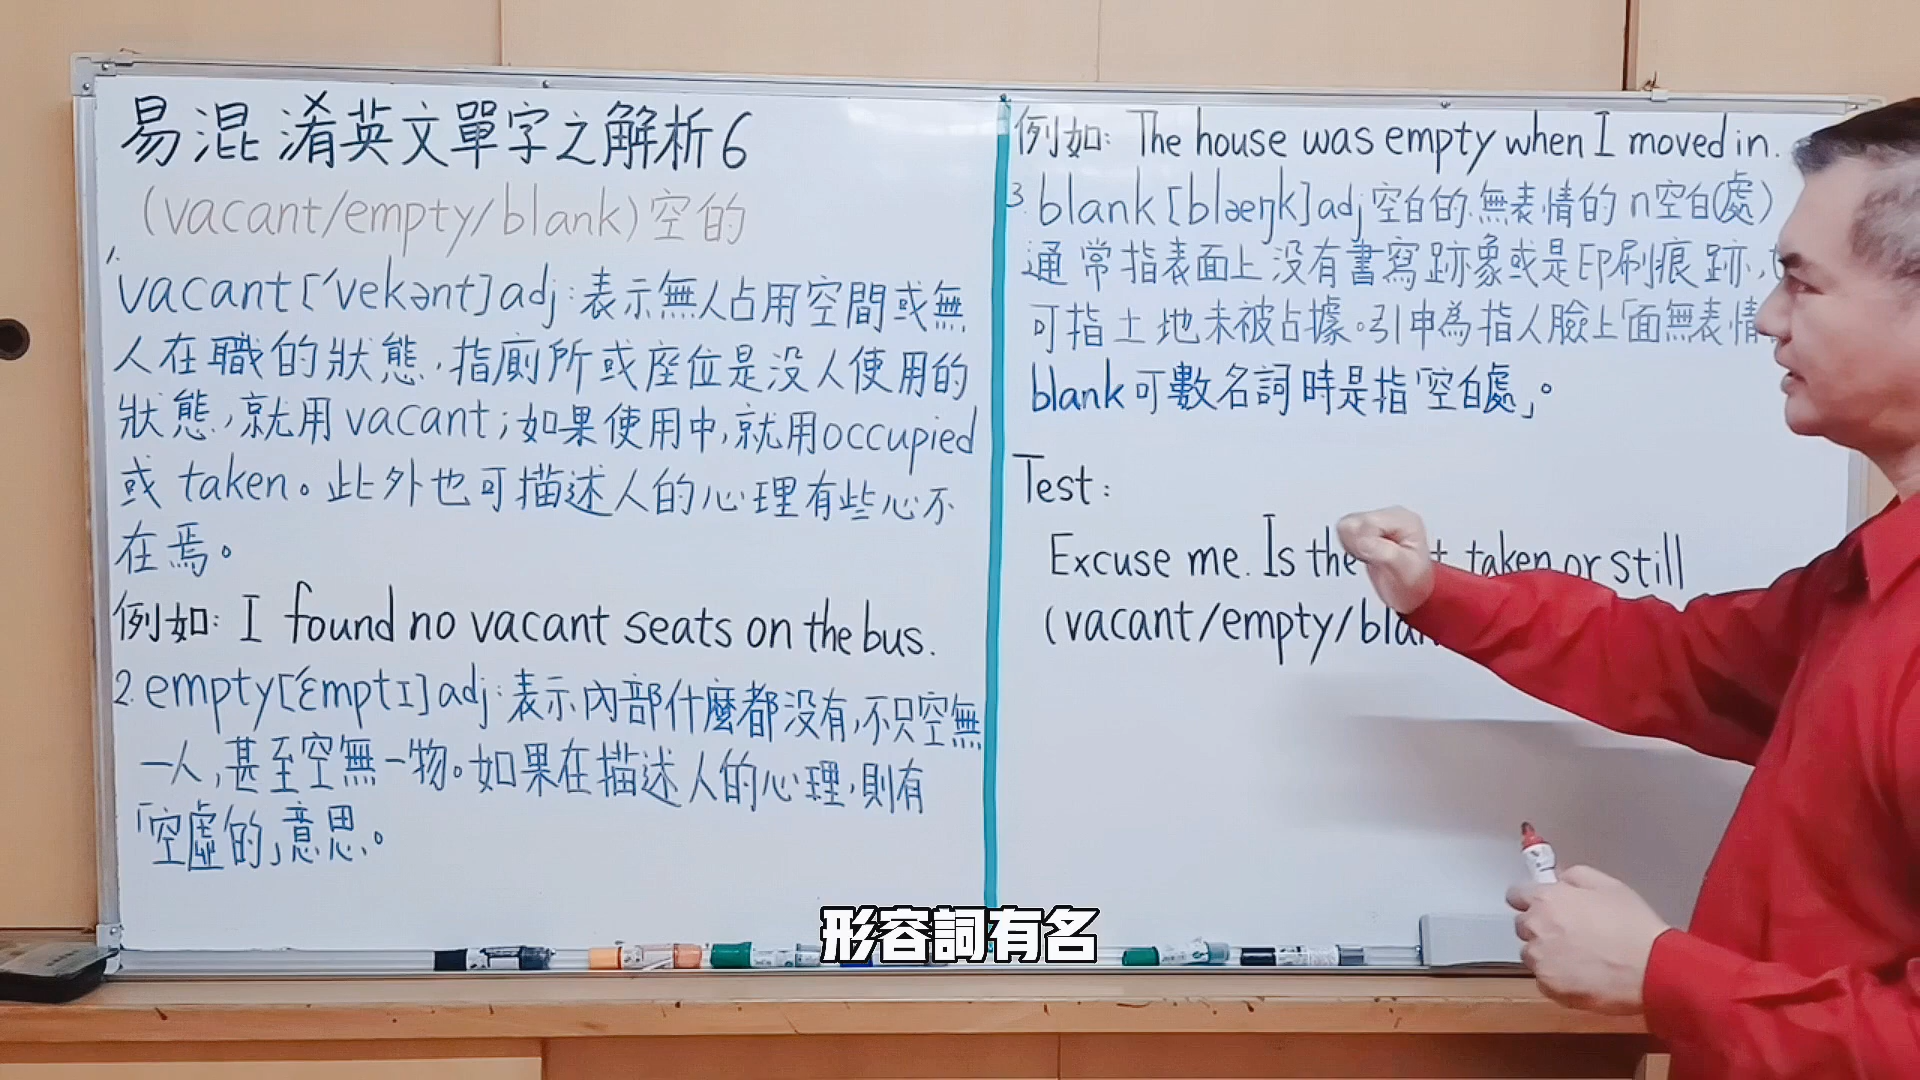 易混淆英文單字之解析6
(vacant/empty/blank)空的
1.
vacant[ˊvekənt]adj:表示無人占用空間或無
人在職的狀態,指廁所或座位是没人使用的
狀態,就用vacant;如果使用中,就用occupied
或 taken。此外也可描述人的心理有些心不
在焉。
例如: I found no vacant seats on the bus.
2.empty[ˊɛmptɪ]adj:表示內部什麼都没有,不只空無
一人,甚至空無一物。如果在描述人的心理,則有
「空虛的」意思。
例如: The house was empty when I moved in.
3.blank[blæŋk]adj空白的.無表情的 n空白(處)
通常指表面上没有書寫跡象或是印刷痕跡,
可指土地未被占據。引申為指人臉上「面無表情
blank可數名詞時是指「空白處」。
Test:
Excuse me. Is the taken or still
(vacant/empty/blan
形容詞有名